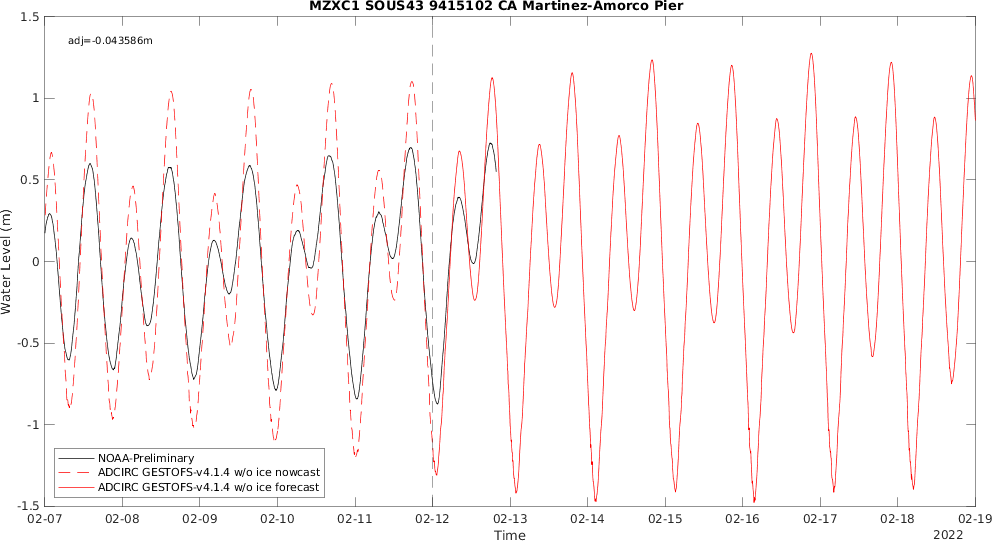 MZXC1 SOUS43 9415102 CA Martinez-Amorco Pier
adj=-0.043586m
1.5
1
0.5
0
-0.5
-1
-1.5
Water Level (m)
NOAA-Preliminary
ADCIRC GESTOFS-v4.1.4 w/o ice nowcast
ADCIRC GESTOFS-v4.1.4 w/o ice forecast
02-07 02-08 02-09 02-10 02-11 02-12 02-13 02-14 02-15 02-16 02-17 02-18 02-19
Time
2022